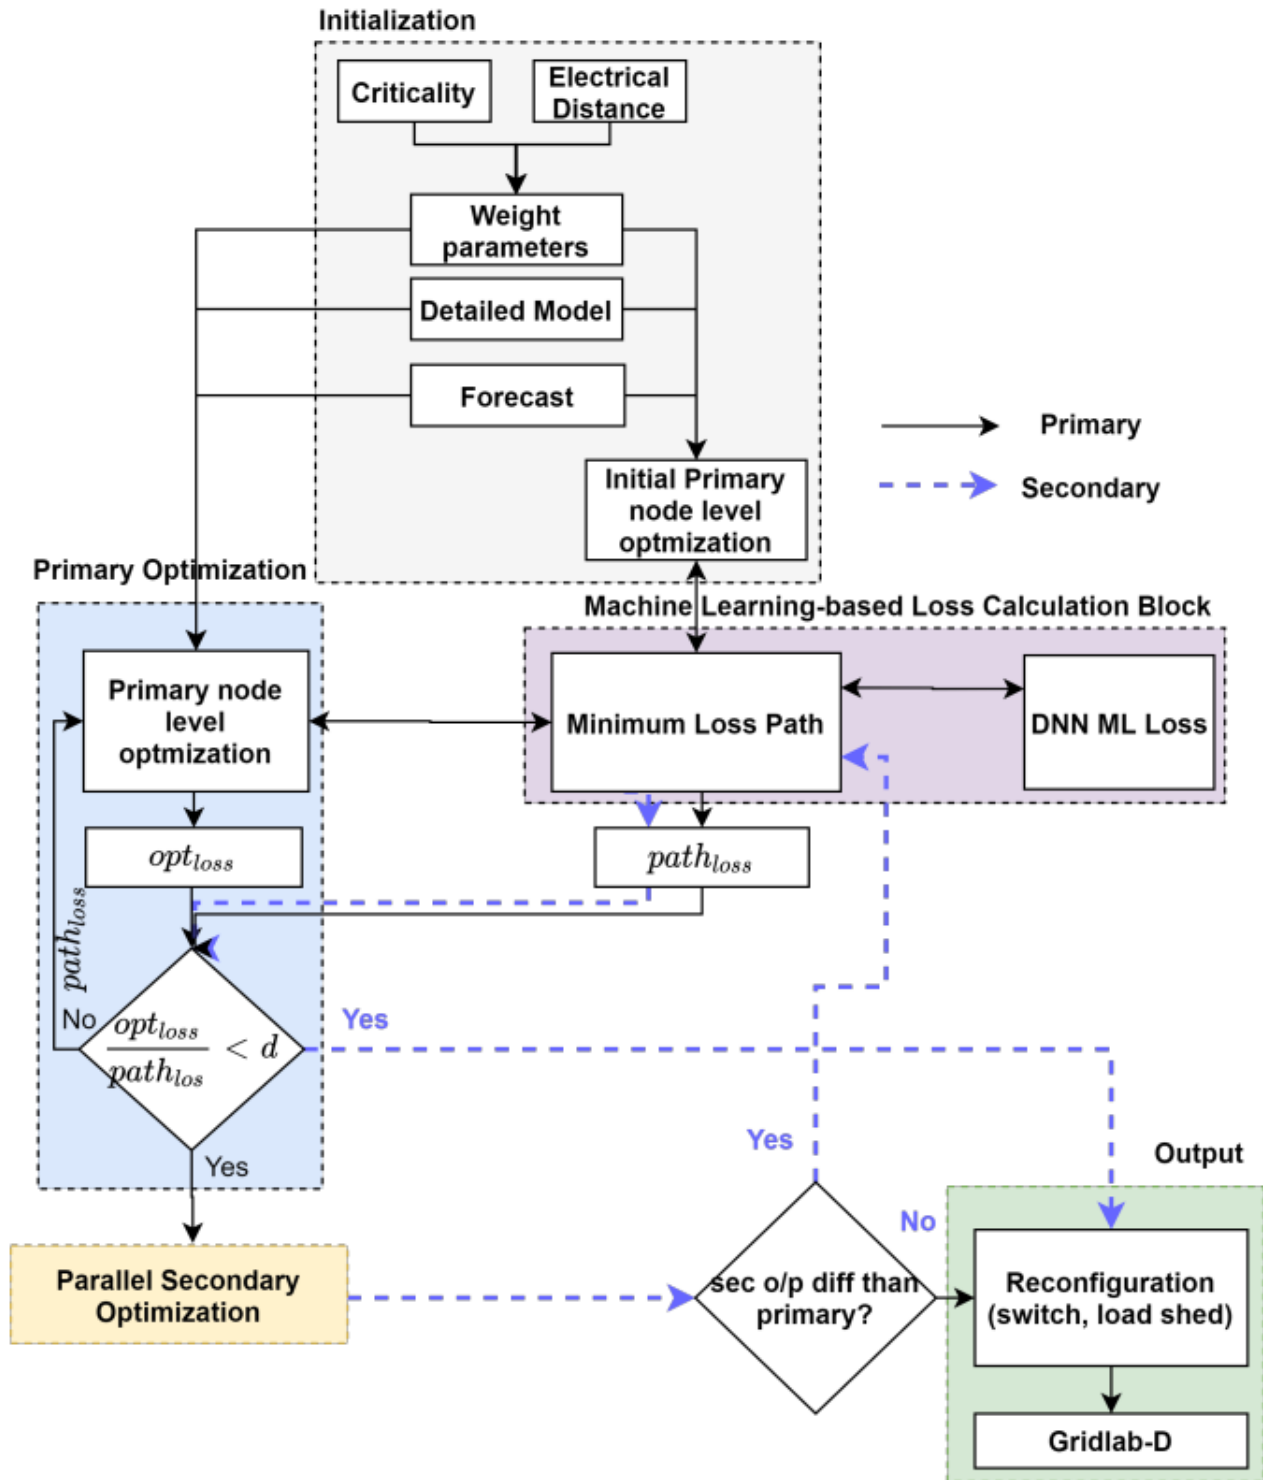 Initialization
Criticality
Electrical
Distance
Weight
parameters
Detailed Model
Forecast
Primary
Secondary
Initial Primary
node level
optmization
Primary Optimization
Machine Learning-based Loss Calculation Block
Primary node
level
optmization
Minimum Loss Path
DNN ML Loss
opt_loss
path_loss
path_loss
No
opt_loss
path_los
< d
Yes
Yes
Yes
Output
No
Parallel Secondary
Optimization
sec o/p diff than
primary?
Reconfiguration
(switch, load shed)
Gridlab-D